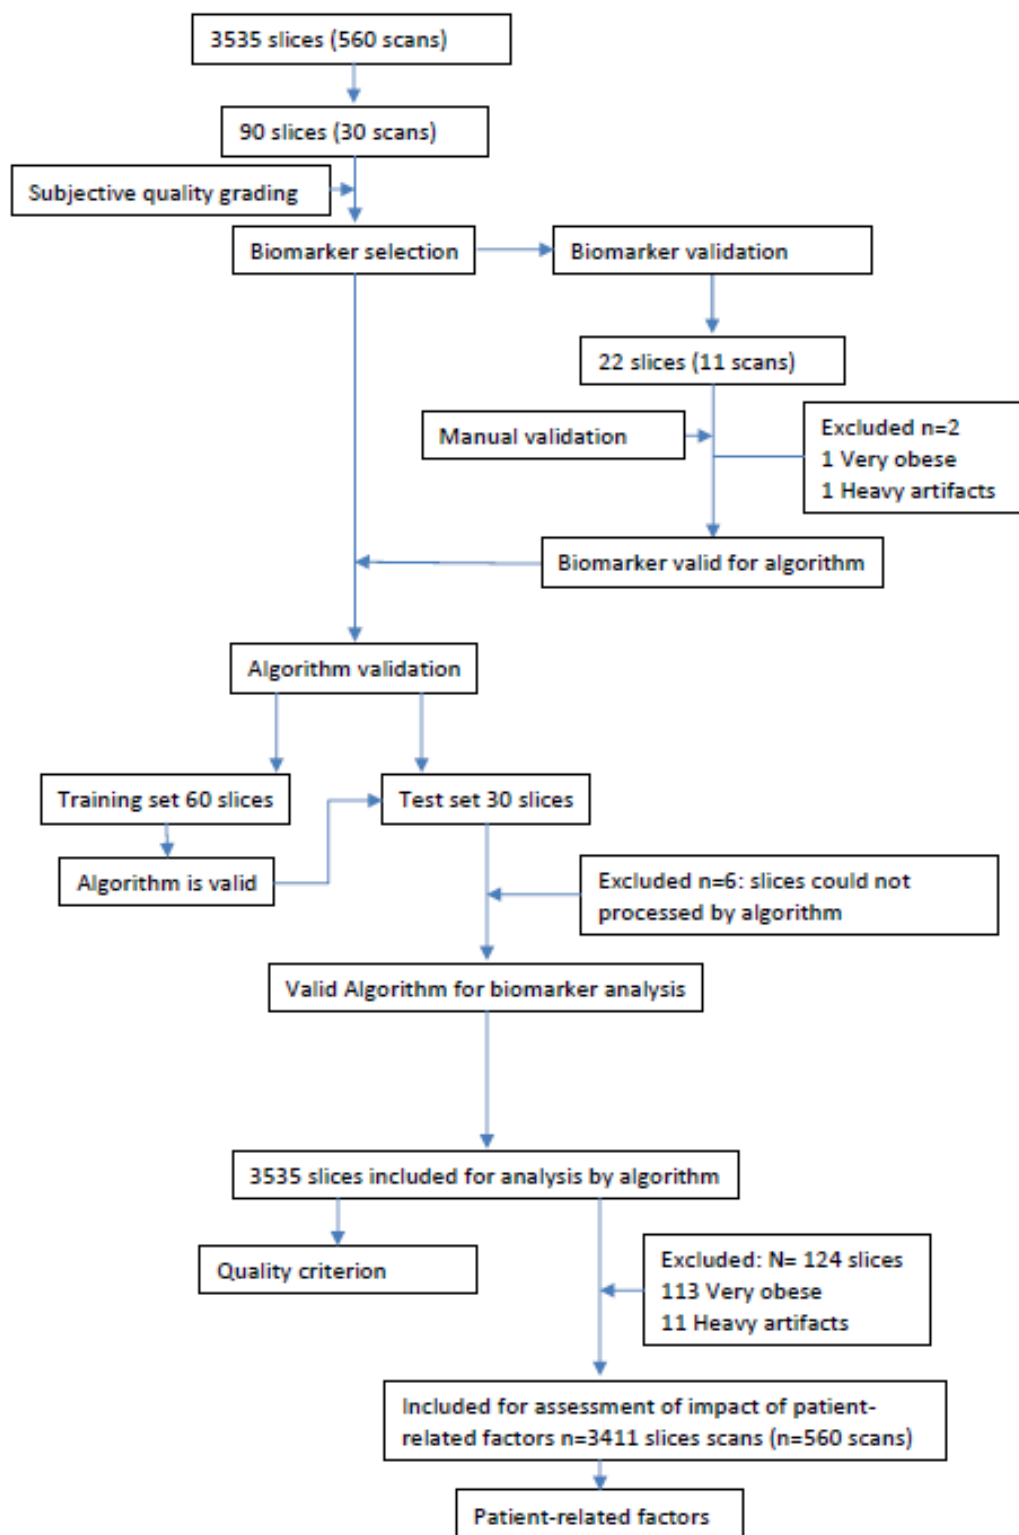 3535 slices (560 scans)
90 slices (30 scans)
Subjective quality grading
Biomarker selection
Biomarker validation
22 slices (11 scans)
Manual validation
Excluded n=2
1 Very obese
1 Heavy artifacts
Biomarker valid for algorithm
Algorithm validation
Training set 60 slices
Test set 30 slices
Algorithm is valid
Excluded n=6: slices could not
processed by algorithm
Valid Algorithm for biomarker analysis
3535 slices included for analysis by algorithm
Quality criterion
Excluded: N= 124 slices
113 Very obese
11 Heavy artifacts
Included for assessment of impact of patient-
related factors n=3411 slices scans (n=560 scans)
Patient-related factors